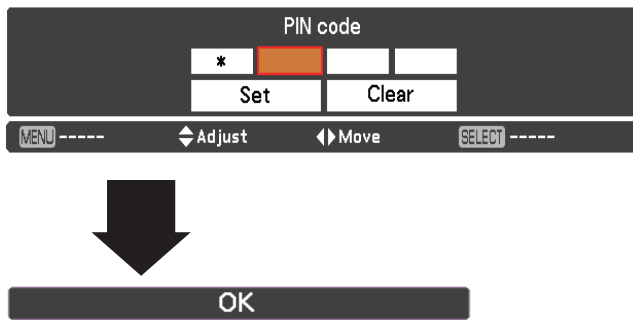 PIN code
*
Set Clear
MENU ----- Adjust Move SELECT -----
OK